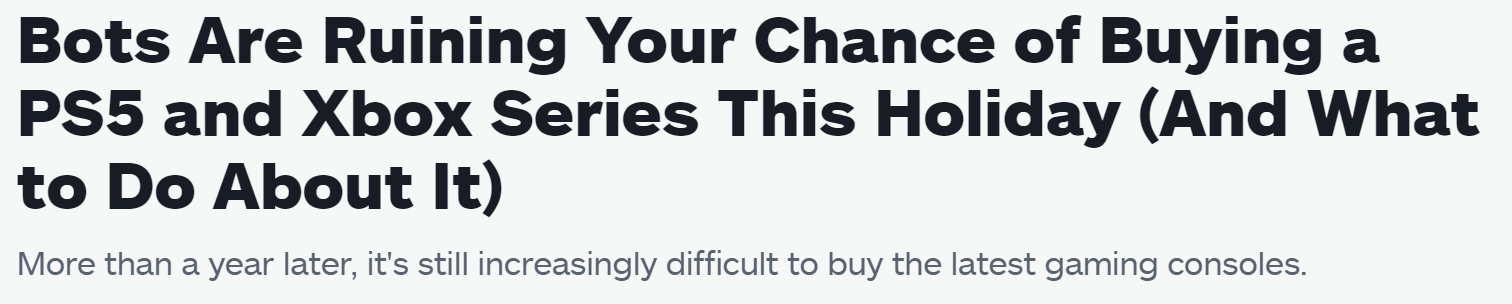 Bots Are Ruining Your Chance of Buying a
PS5 and Xbox Series This Holiday (And What
to Do About It)
More than a year later, it's still increasingly difficult to buy the latest gaming consoles.